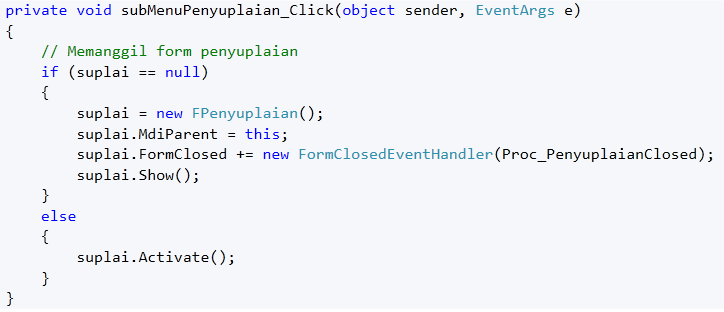 private void subMenuPenyuplaian_Click(object sender, EventArgs e)
{
    // Memanggil form penyuplaian
    if (suplai == null)
    {
        suplai = new FPenyuplaian();
        suplai.MdiParent = this;
        suplai.FormClosed += new FormClosedEventHandler(Proc_PenyuplaianClosed);
        suplai.Show();
    }
    else
    {
        suplai.Activate();
    }
}